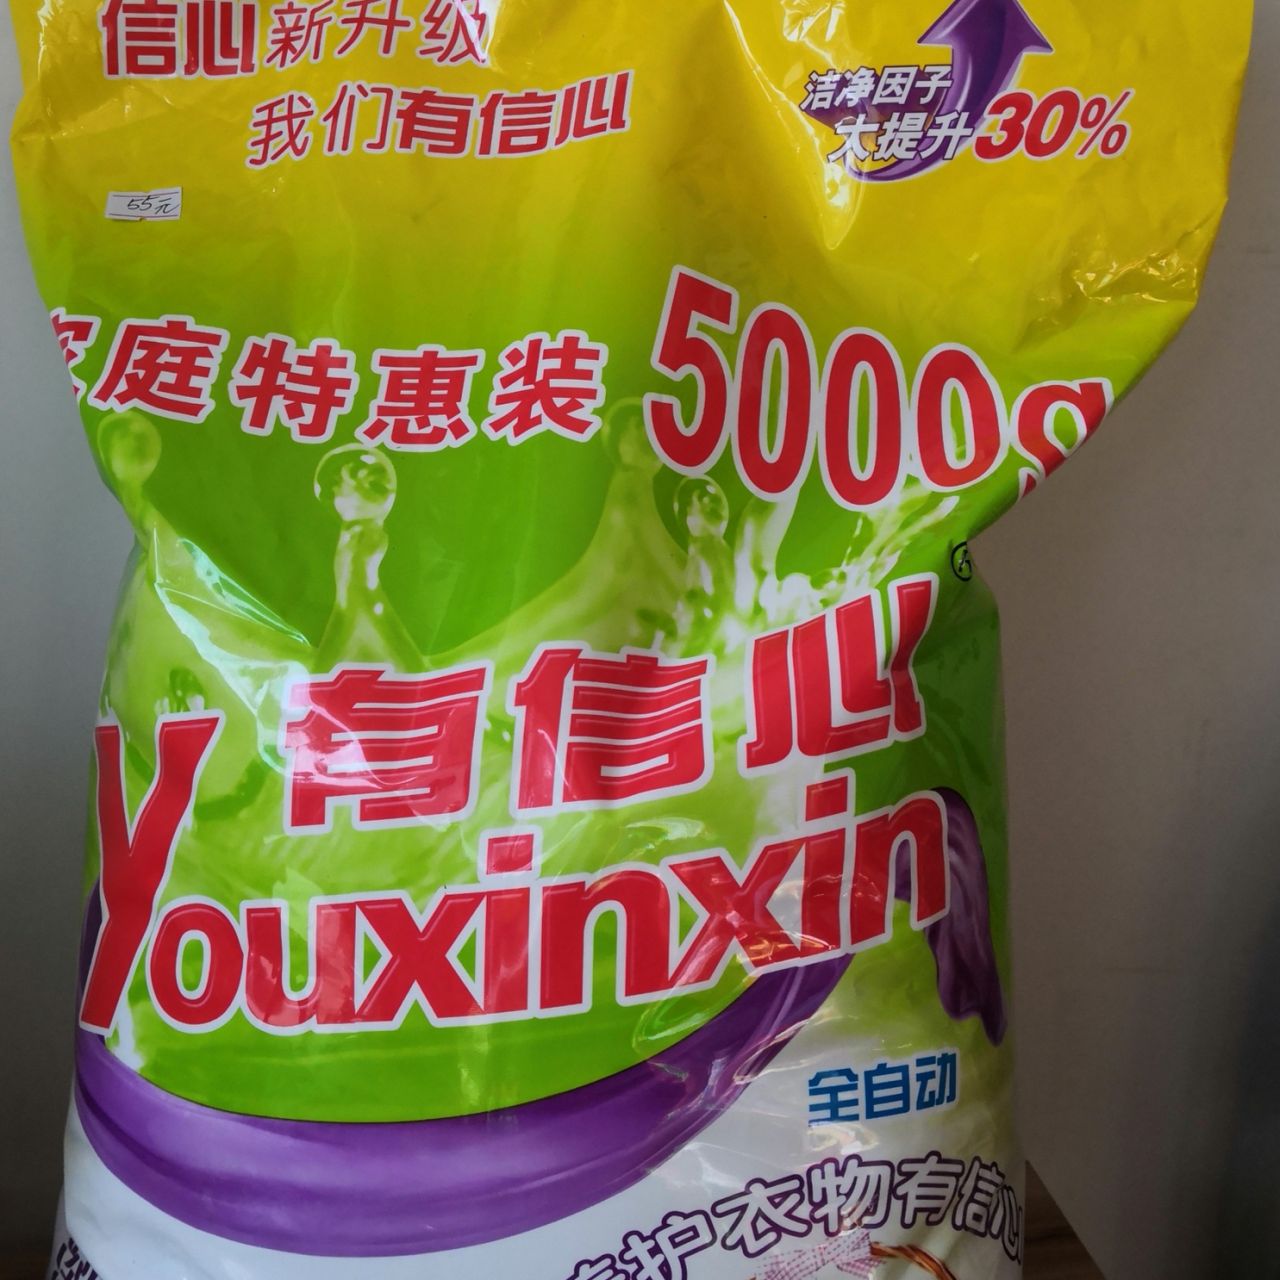 信心新升级
我们有信心
洁净因子
大提升30%
55元
家庭特惠装 5000g
有信心
Youxinxin
全自动
护衣物有信心